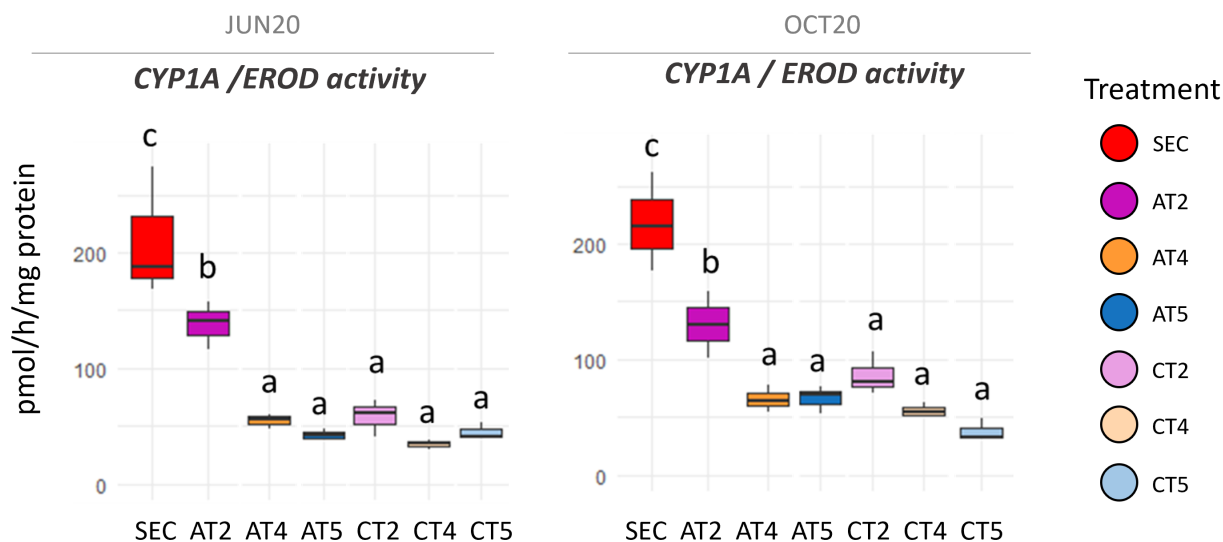 JUN20
OCT20
CYP1A /EROD activity
CYP1A / EROD activity
Treatment
pmol/h/mg protein
c
b
a
a
a
a
a
200
100
0
SEC AT2 AT4 AT5 CT2 CT4 CT5
c
b
a
a
a
a
a
200
100
0
SEC AT2 AT4 AT5 CT2 CT4 CT5
SEC
AT2
AT4
AT5
CT2
CT4
CT5